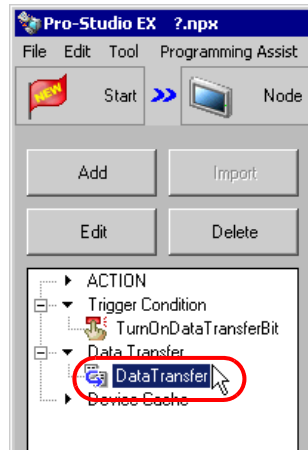 Pro-Studio EX ?.npx
File Edit Tool Programming Assist
NEW Start Node
Add Import
Edit Delete
ACTION
Trigger Condition
TurnOnDataTransferBit
Data Transfer
DataTransfer
Device Cache